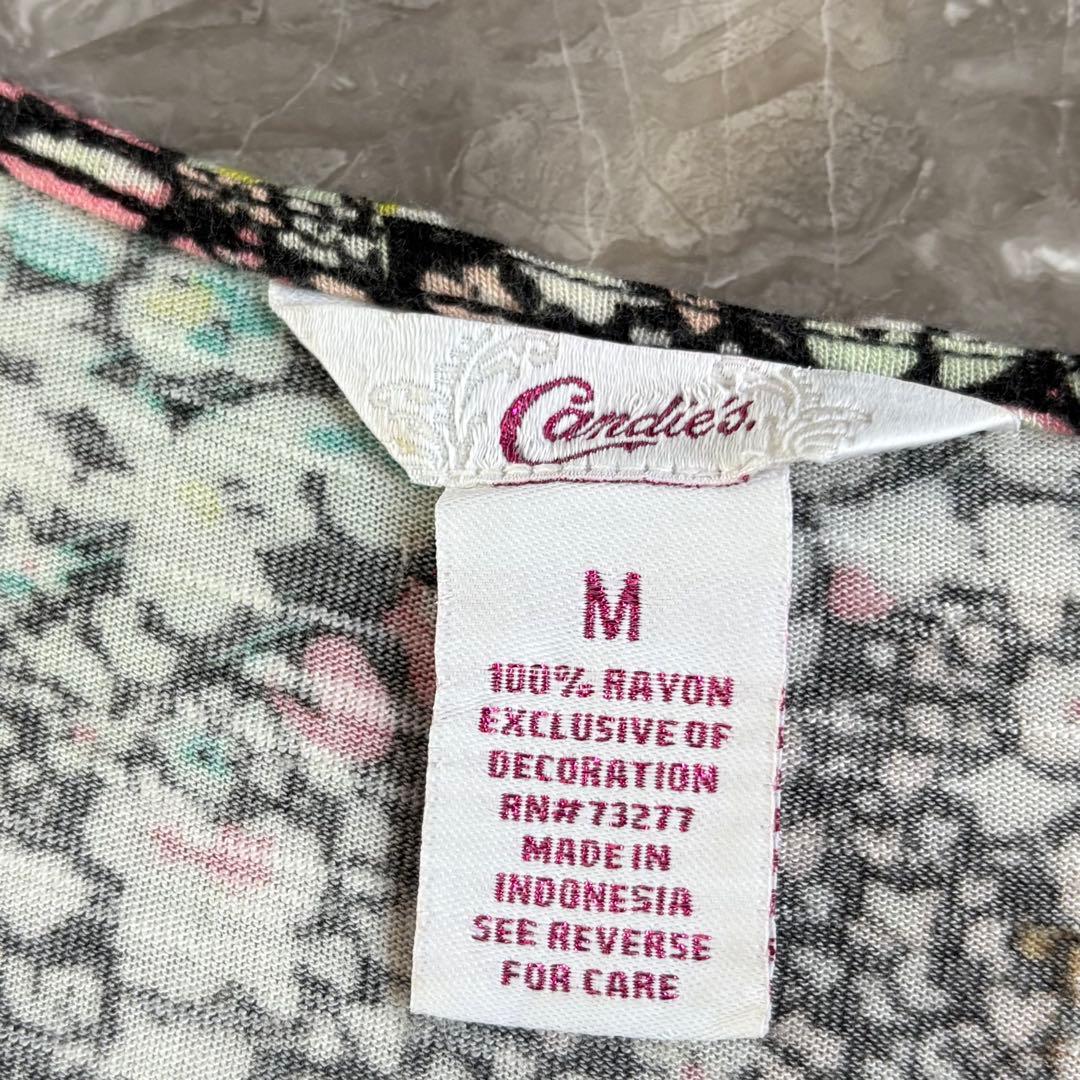 Candie's.
M
100% RAYON
EXCLUSIVE OF
DECORATION
RN# 73277
MADE IN
INDONESIA
SEE REVERSE
FOR CARE